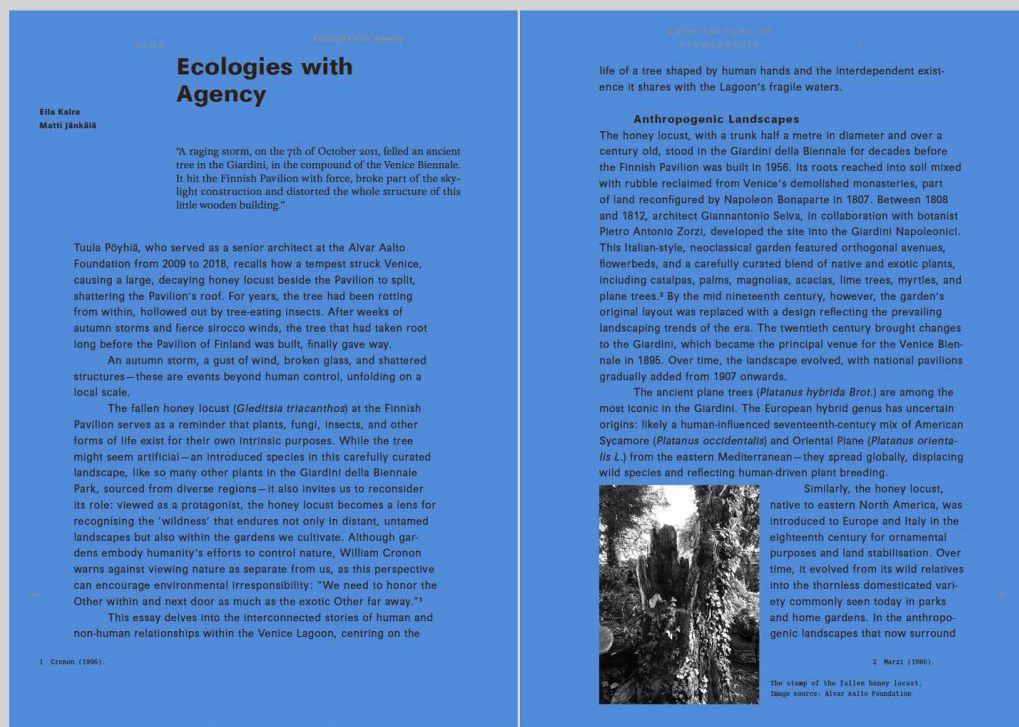 LAND
Ecologies with Agency
Ecologies with
Agency
Eila Kaira
Matti Jänkälä
“A raging storm, on the 7th of October 2011, felled an ancient
tree in the Giardini, in the compound of the Venice Biennale.
It hit the Finnish Pavilion with force, broke part of the sky-
light construction and distorted the whole structure of this
little wooden building.”
Tuula Pöyhiä, who served as a senior architect at the Alvar Aalto
Foundation from 2009 to 2018, recalls how a tempest struck Venice,
causing a large, decaying honey locust beside the Pavilion to split,
shattering the Pavilion’s roof. For years, the tree had been rotting
from within, hollowed out by tree-eating insects. After weeks of
autumn storms and fierce sirocco winds, the tree that had taken root
long before the Pavilion of Finland was built, finally gave way.
An autumn storm, a gust of wind, broken glass, and shattered
structures—these are events beyond human control, unfolding on a
local scale.
The fallen honey locust (Gleditsia triacanthos) at the Finnish
Pavilion serves as a reminder that plants, fungi, insects, and other
forms of life exist for their own intrinsic purposes. While the tree
might seem artificial—an introduced species in this carefully curated
landscape, like so many other plants in the Giardini della Biennale
Park, sourced from diverse regions—it also invites us to reconsider
its role: viewed as a protagonist, the honey locust becomes a lens for
recognising the ‘wildness’ that endures not only in distant, untamed
landscapes but also within the gardens we cultivate. Although gar-
dens embody humanity’s efforts to control nature, William Cronon
warns against viewing nature as separate from us, as this perspective
can encourage environmental irresponsibility: “We need to honor the
Other within and next door as much as the exotic Other far away.”¹
This essay delves into the interconnected stories of human and
non-human relationships within the Venice Lagoon, centring on the
1 Cronon (1996).
ARCHITECTURE OF
STEWARDSHIP
life of a tree shaped by human hands and the interdependent exist-
ence it shares with the Lagoon’s fragile waters.
Anthropogenic Landscapes
The honey locust, with a trunk half a metre in diameter and over a
century old, stood in the Giardini della Biennale for decades before
the Finnish Pavilion was built in 1956. Its roots reached into soil mixed
with rubble reclaimed from Venice’s demolished monasteries, part
of land reconfigured by Napoleon Bonaparte in 1807. Between 1808
and 1812, architect Giannantonio Selva, in collaboration with botanist
Pietro Antonio Zorzi, developed the site into the Giardini Napoleonici.
This Italian-style, neoclassical garden featured orthogonal avenues,
flowerbeds, and a carefully curated blend of native and exotic plants,
including catalpas, palms, magnolias, acacias, lime trees, myrtles, and
plane trees.² By the mid nineteenth century, however, the garden’s
original layout was replaced with a design reflecting the prevailing
landscaping trends of the era. The twentieth century brought changes
to the Giardini, which became the principal venue for the Venice Bien-
nale in 1895. Over time, the landscape evolved, with national pavilions
gradually added from 1907 onwards.
The ancient plane trees (Platanus hybrida Brot.) are among the
most iconic in the Giardini. The European hybrid genus has uncertain
origins: likely a human-influenced seventeenth-century mix of American
Sycamore (Platanus occidentalis) and Oriental Plane (Platanus orienta-
lis L.) from the eastern Mediterranean—they spread globally, displacing
wild species and reflecting human-driven plant breeding.
Similarly, the honey locust,
native to eastern North America, was
introduced to Europe and Italy in the
eighteenth century for ornamental
purposes and land stabilisation. Over
time, it evolved from its wild relatives
into the thornless domesticated vari-
ety commonly seen today in parks
and home gardens. In the anthropo-
genic landscapes that now surround
2 Marzi (1986).
The stump of the fallen honey locust.
Image source: Alvar Aalto Foundation